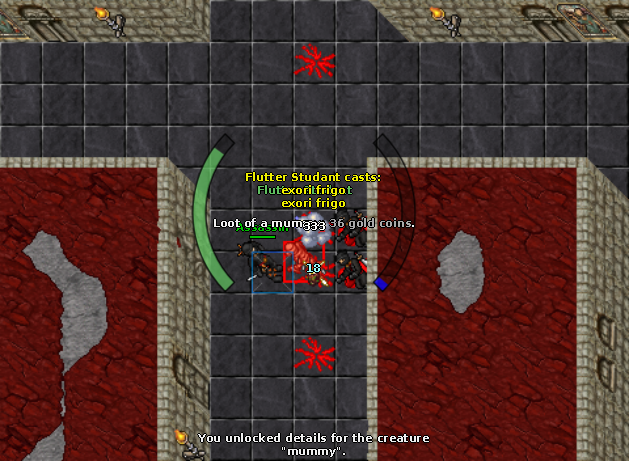 Flutter Studant casts:
exori frigo
exori frigo
Loot of a mummy: 36 gold coins.
333
18
You unlocked details for the creature
"mummy".